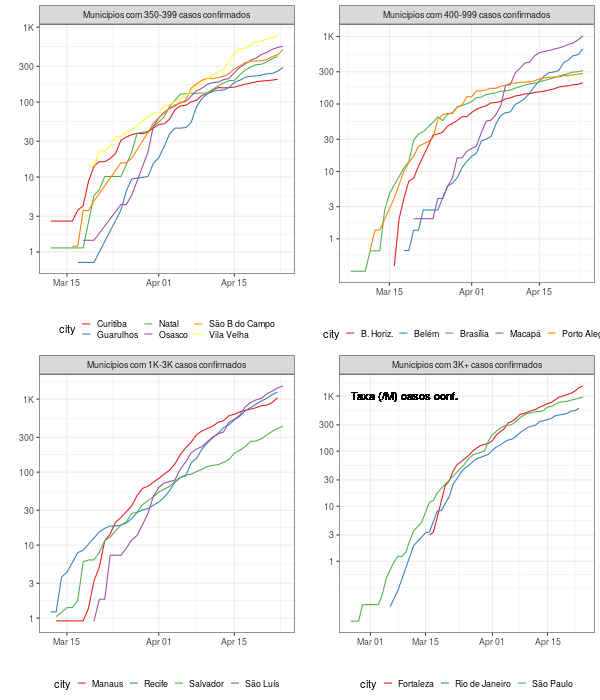 Municípios com 350-399 casos confirmados
1K
300
100
30
10
3
1
Mar 15 Apr 01 Apr 15
city Curitiba Natal São B do Campo
Guarulhos Osasco Vila Velha
Municípios com 400-999 casos confirmados
1K
300
100
30
10
3
1
Mar 15 Apr 01 Apr 15
city B. Horiz. Belém Brasília Macapá Porto Aleg
Municípios com 1K-3K casos confirmados
1K
300
100
30
10
3
1
Mar 15 Apr 01 Apr 15
city Manaus Recife Salvador São Luís
Municípios com 3K+ casos confirmados
Taxa (/M) casos conf.
1K
300
100
30
10
3
1
Mar 01 Mar 15 Apr 01 Apr 15
city Fortaleza Rio de Janeiro São Paulo